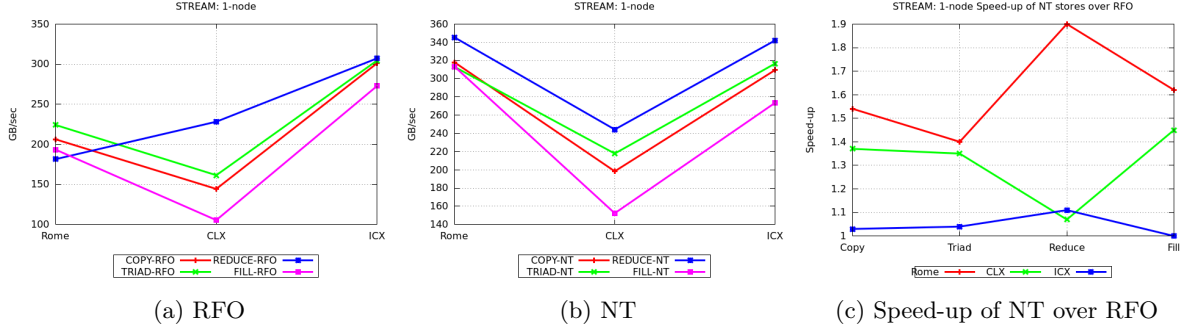 STREAM: 1-node
350
300
250
200
150
100
GB/sec
Rome
CLX
ICX
COPY-RFO
REDUCE-RFO
TRIAD-RFO
FILL-RFO
(a) RFO
STREAM: 1-node
360
340
320
300
280
260
240
220
200
180
160
140
GB/sec
Rome
CLX
ICX
COPY-NT
REDUCE-NT
TRIAD-NT
FILL-NT
(b) NT
STREAM: 1-node Speed-up of NT stores over RFO
1.9
1.8
1.7
1.6
1.5
1.4
1.3
1.2
1.1
1
Speed-up
Copy
Triad
Reduce
Fill
Rome
CLX
ICX
(c) Speed-up of NT over RFO